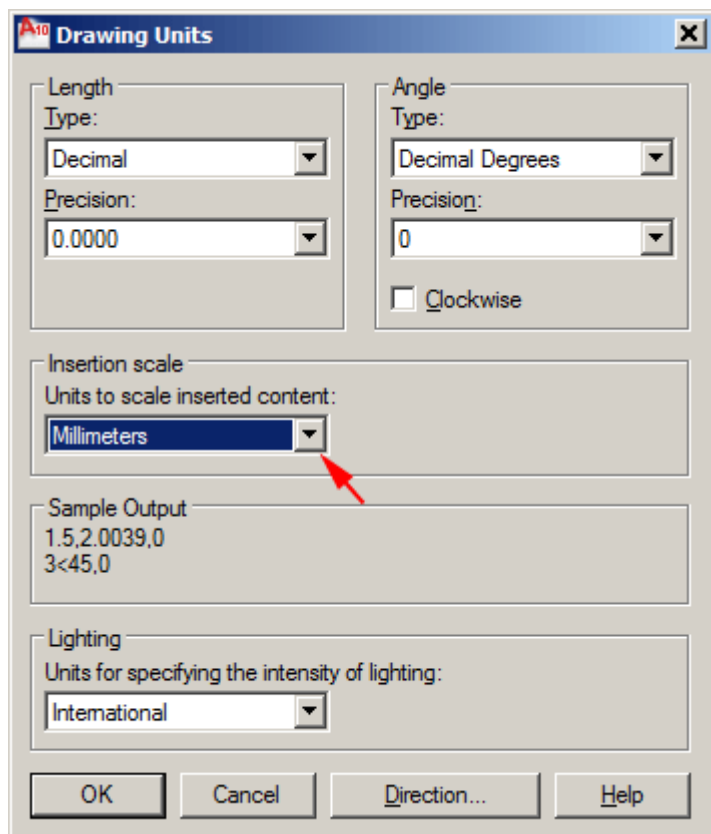 A10 Drawing Units
Length
Type:
Decimal
Precision:
0.0000
Angle
Type:
Decimal Degrees
Precision:
0
Clockwise
Insertion scale
Units to scale inserted content:
Millimeters
Sample Output
1.5,2.0039,0
3<45,0
Lighting
Units for specifying the intensity of lighting:
International
OK Cancel Direction... Help